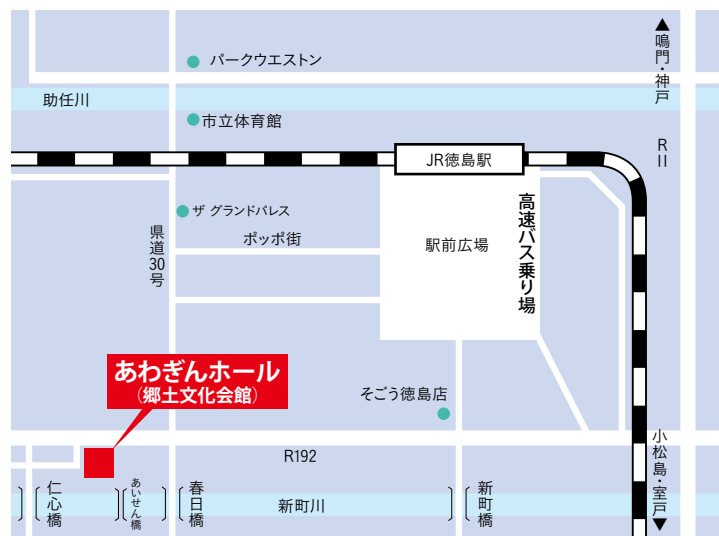 ▲鳴門・神戸
パークウエストン
助任川
市立体育館
R11
JR徳島駅
高速バス乗り場
ザ グランドパレス
県道30号
ポッポ街
駅前広場
あわぎんホール
(郷土文化会館)
そごう徳島店
R192
小松島・室戸▼
仁心橋
あいせん橋
春日橋
新町川
新町橋